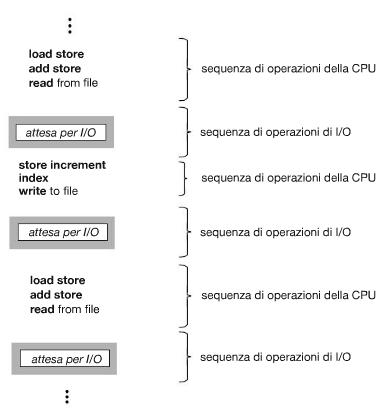 load store
add store
read from file
sequenza di operazioni della CPU
attesa per I/O
sequenza di operazioni di I/O
store increment
index
write to file
sequenza di operazioni della CPU
attesa per I/O
sequenza di operazioni di I/O
load store
add store
read from file
sequenza di operazioni della CPU
attesa per I/O
sequenza di operazioni di I/O